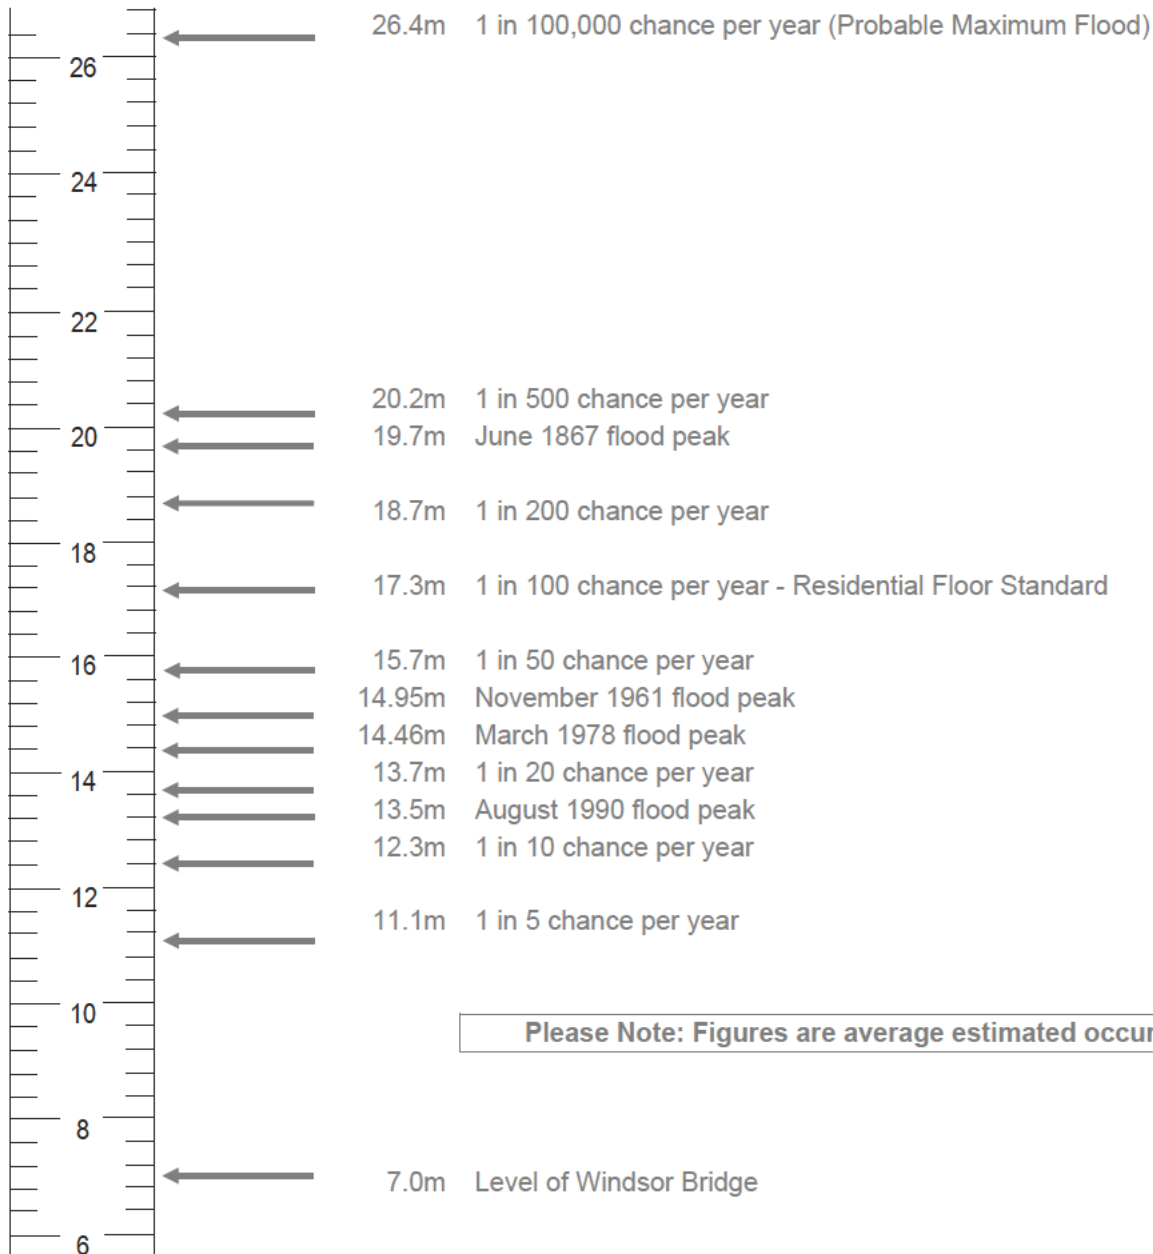 26.4m 1 in 100,000 chance per year (Probable Maximum Flood)
26
24
22
20.2m 1 in 500 chance per year
20
19.7m June 1867 flood peak
18.7m 1 in 200 chance per year
18
17.3m 1 in 100 chance per year - Residential Floor Standard
16
15.7m 1 in 50 chance per year
14.95m November 1961 flood peak
14.46m March 1978 flood peak
14
13.7m 1 in 20 chance per year
13.5m August 1990 flood peak
12.3m 1 in 10 chance per year
12
11.1m 1 in 5 chance per year
10
Please Note: Figures are average estimated
8
7.0m Level of Windsor Bridge
6